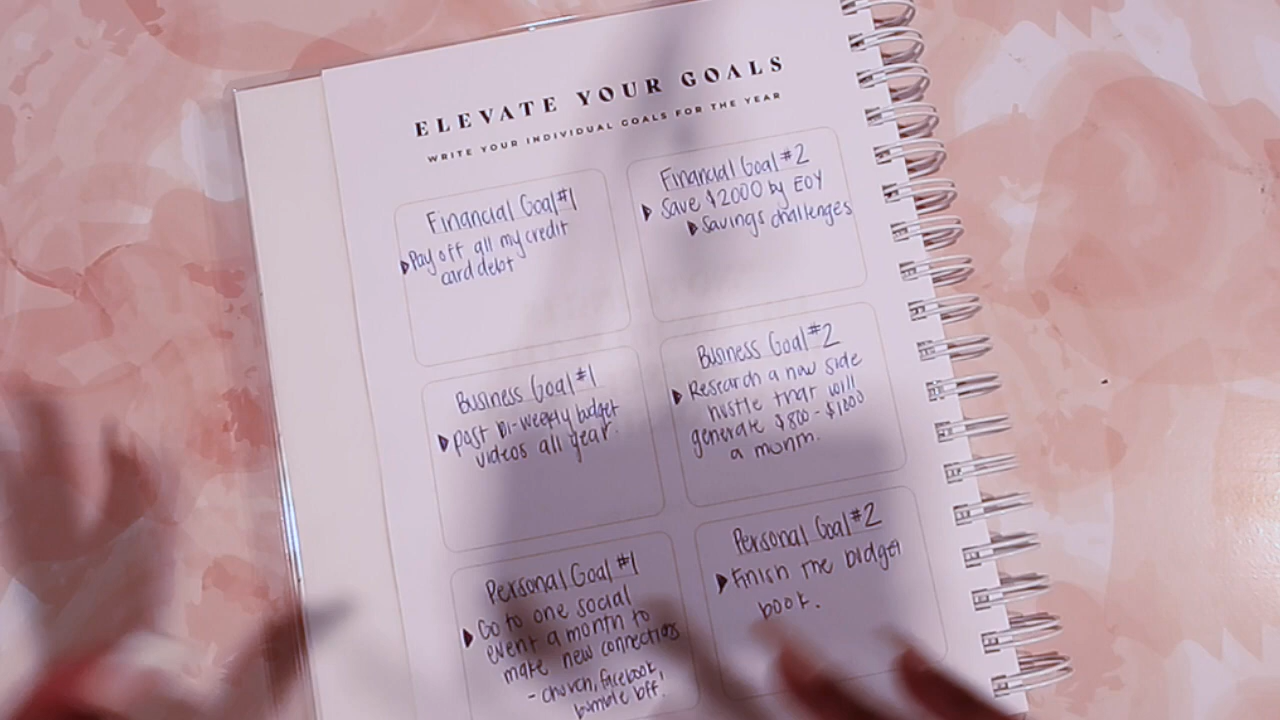 ELEVATE YOUR GOALS
WRITE YOUR INDIVIDUAL GOALS FOR THE YEAR
Financial Goal #1
Pay off all my credit
card debt
Financial Goal #2
Save $2000 by EOY
Savings challenges
Business Goal #1
post bi-weekly budget
videos all year.
Business Goal #2
Research a new side
hustle that will
generate $800 - $1000
a month.
Personal Goal #1
Go to one social
event a month to
make new connections
- church, facebook,
bumble bff!
Personal Goal #2
Finish the budget
book.